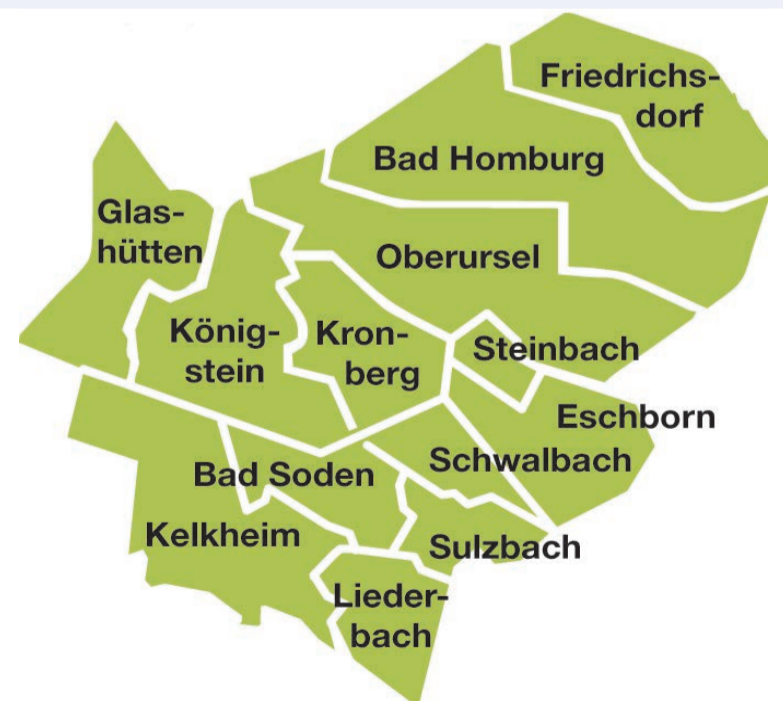 Friedrichs-
dorf
Bad Homburg
Glas-
hütten
Oberursel
König-
stein
Kron-
berg
Steinbach
Eschborn
Schwalbach
Bad Soden
Kelkheim
Sulzbach
Lieder-
bach